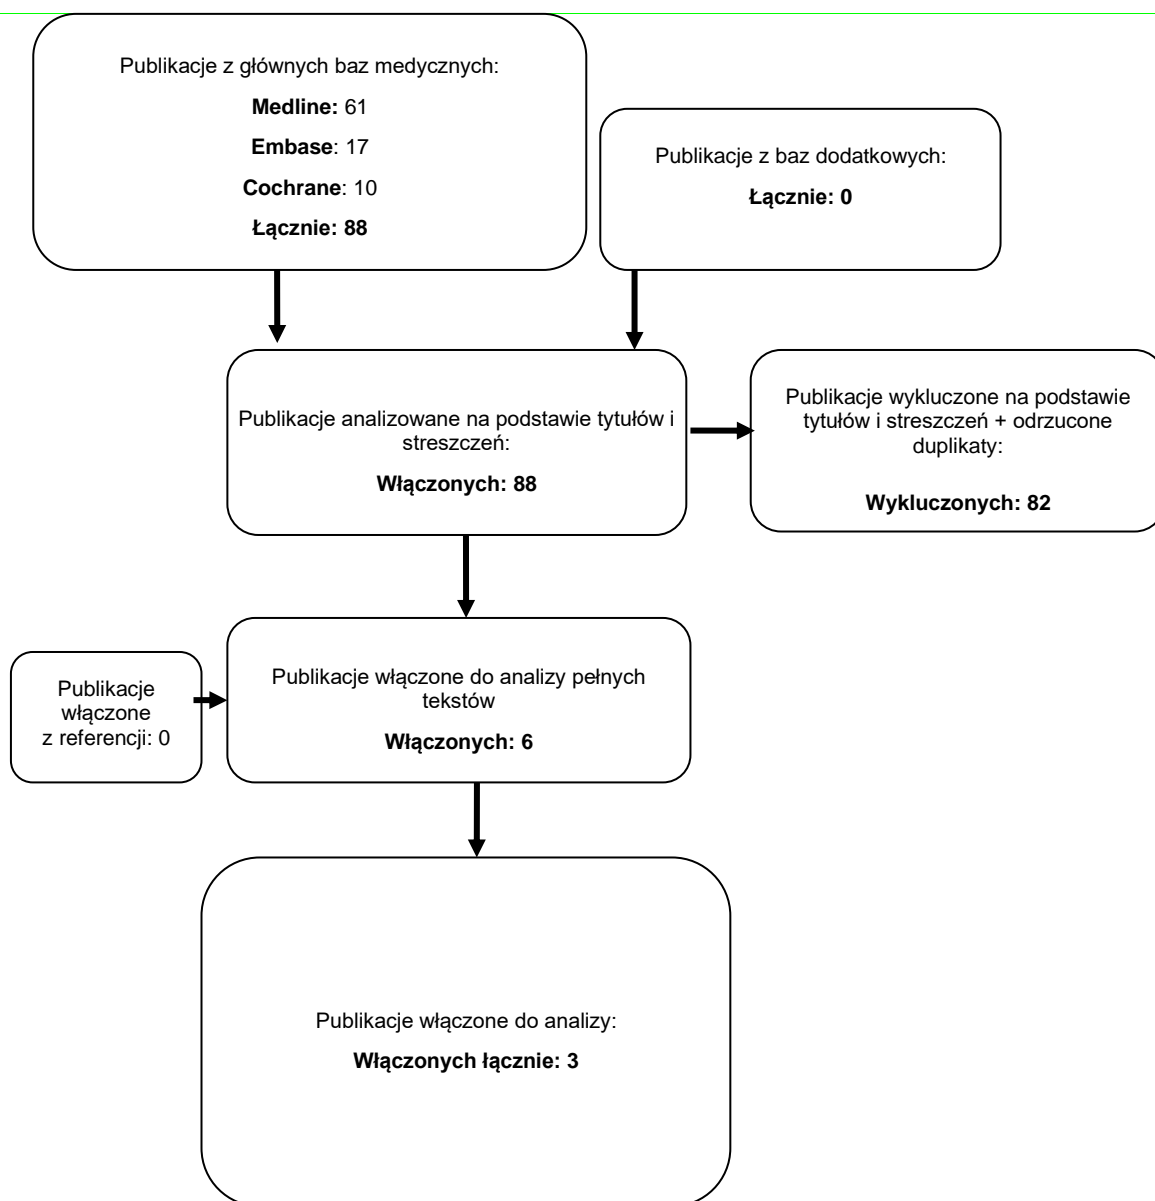 Publikacje z głównych baz medycznych:
Medline: 61
Embase: 17
Cochrane: 10
Łącznie: 88
Publikacje z baz dodatkowych:
Łącznie: 0
Publikacje analizowane na podstawie tytułów i
streszczeń:
Włączonych: 88
Publikacje wykluczone na podstawie
tytułów i streszczeń + odrzucone
duplikaty:
Wykluczonych: 82
Publikacje
włączone
z referencji: 0
Publikacje włączone do analizy pełnych
tekstów
Włączonych: 6
Publikacje włączone do analizy:
Włączonych łącznie: 3